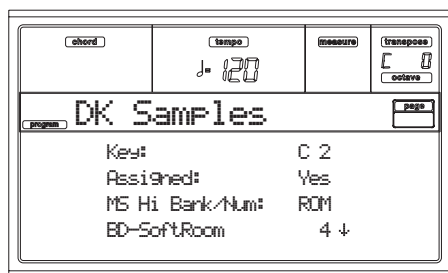 chord tempo measure transpose
♩= 120 C 0
octave
program DK Samples page
Key: C 2
Assigned: Yes
MS Hi Bank/Num: ROM
BD-SoftRoom 4 ↓